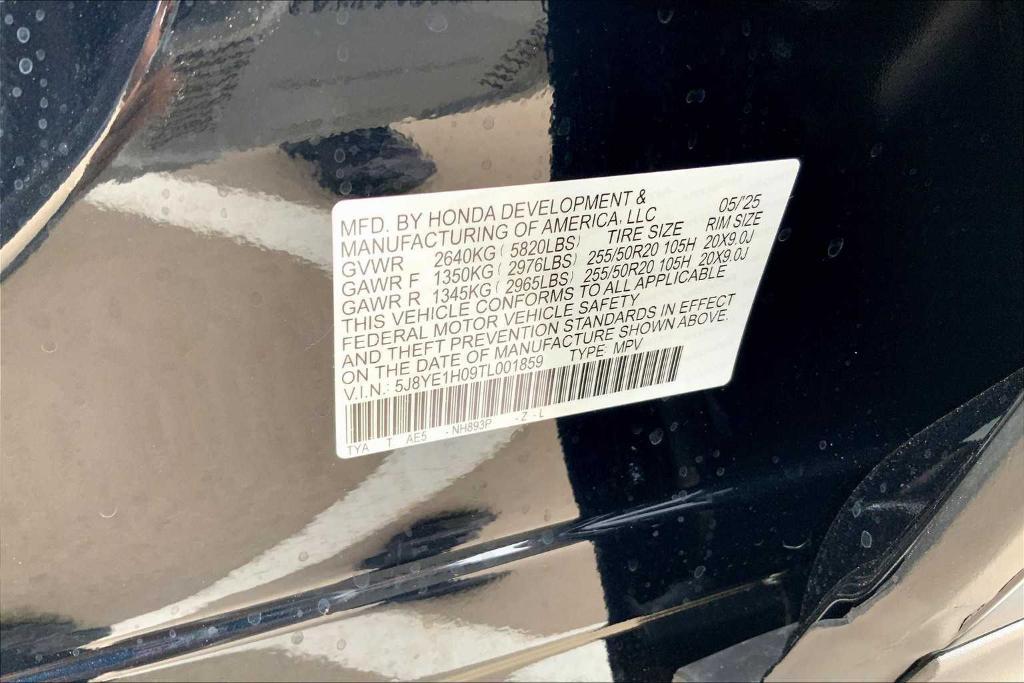 MFD. BY HONDA DEVELOPMENT & 05/'25
MANUFACTURING OF AMERICA, LLC
GVWR 2640KG ( 5820LBS) TIRE SIZE RIM SIZE
GAWR F 1350KG ( 2976LBS) 255/50R20 105H 20X9.0J
GAWR R 1345KG ( 2965LBS) 255/50R20 105H 20X9.0J
THIS VEHICLE CONFORMS TO ALL APPLICABLE
FEDERAL MOTOR VEHICLE SAFETY
AND THEFT PREVENTION STANDARDS IN EFFECT
ON THE DATE OF MANUFACTURE SHOWN ABOVE.
V.I.N.: 5J8YE1H09TL001859 TYPE: MPV
TYA T AE5 - NH893P - Z - L